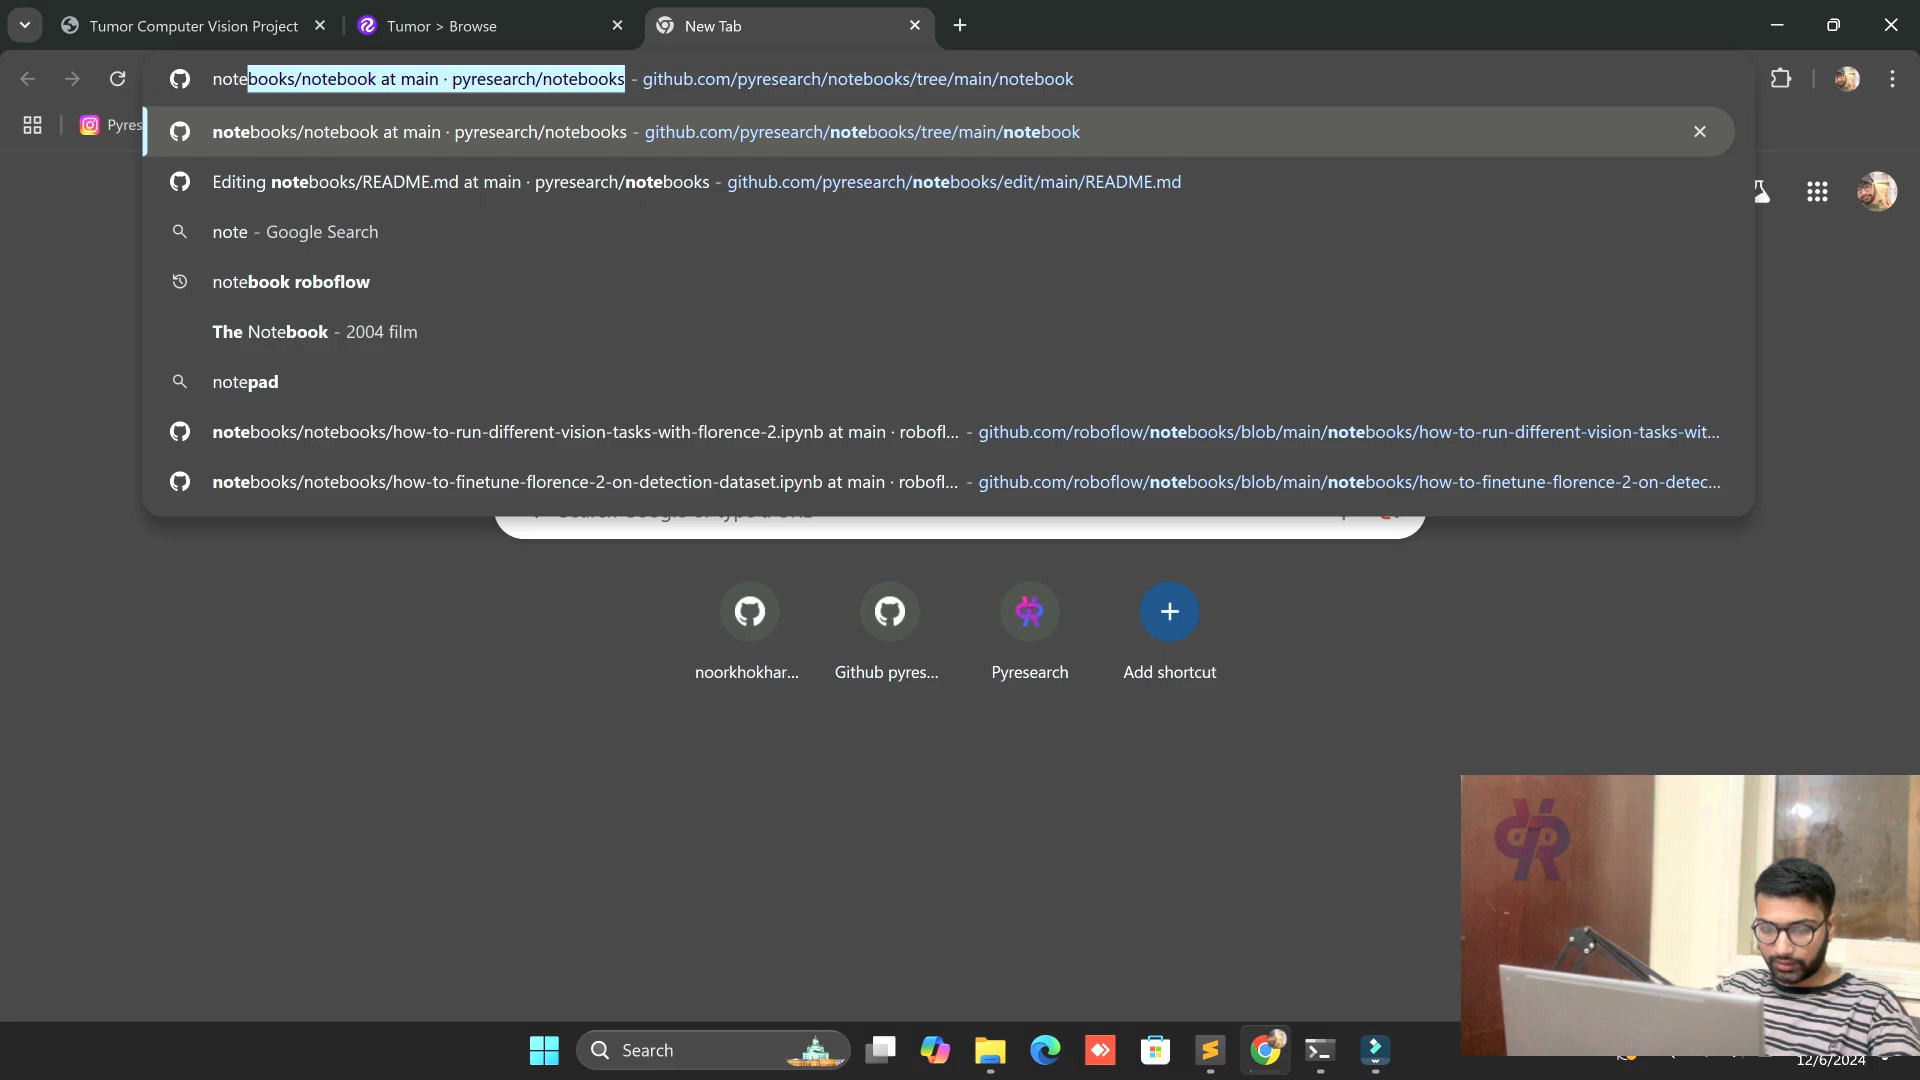 Tumor Computer Vision Project
Tumor > Browse
New Tab
notebooks/notebook at main · pyresearch/notebooks - github.com/pyresearch/notebooks/tree/main/notebook
Pyres
notebooks/notebook at main · pyresearch/notebooks - github.com/pyresearch/notebooks/tree/main/notebook
Editing notebooks/README.md at main · pyresearch/notebooks - github.com/pyresearch/notebooks/edit/main/README.md
note - Google Search
notebook roboflow
The Notebook - 2004 film
notepad
notebooks/notebooks/how-to-run-different-vision-tasks-with-florence-2.ipynb at main · robofl... - github.com/roboflow/notebooks/blob/main/notebooks/how-to-run-different-vision-tasks-wit...
notebooks/notebooks/how-to-finetune-florence-2-on-detection-dataset.ipynb at main · robofl... - github.com/roboflow/notebooks/blob/main/notebooks/how-to-finetune-florence-2-on-detec...
noorkhokhar...
Github pyres...
Pyresearch
Add shortcut
Search
12/6/2024